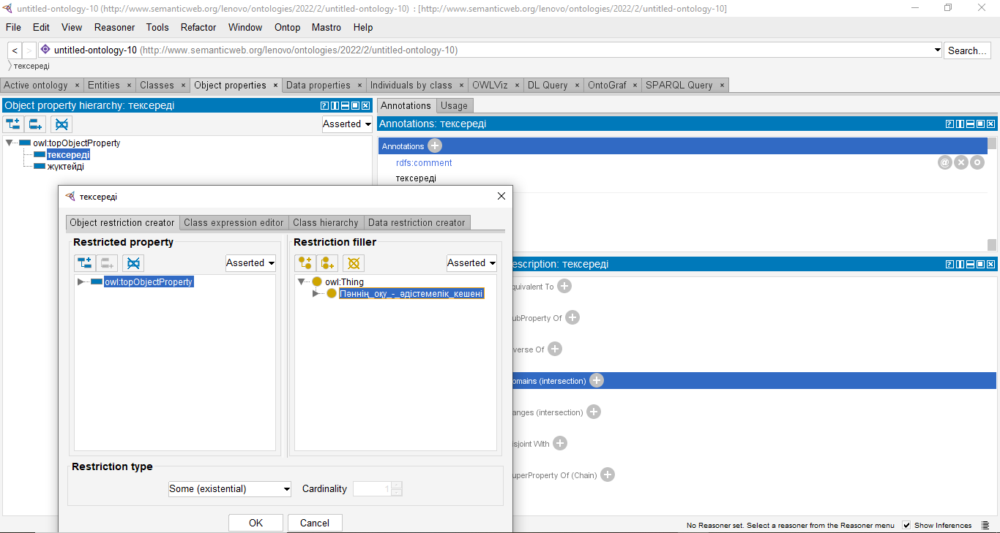 untitled-ontology-10 (http://www.semanticweb.org/lenovo/ontologies/2022/2/untitled-ontology-10) : [http://www.semanticweb.org/lenovo/ontologies/2022/2/untitled-ontology-10]
File Edit View Reasoner Tools Refactor Window Ontop Mastro Help
< > untitled-ontology-10 (http://www.semanticweb.org/lenovo/ontologies/2022/2/untitled-ontology-10) Search...
тексереді
Active ontology × Entities × Classes × Object properties × Data properties × Individuals by class × OWLViz × DL Query × OntoGraf × SPARQL Query ×
Object property hierarchy: тексереді
Asserted
owl:topObjectProperty
тексереді
жүктейді
Annotations Usage
Annotations: тексереді
Annotations
rdfs:comment
тексереді
тексереді
Object restriction creator Class expression editor Class hierarchy Data restriction creator
Restricted property
Asserted
owl:topObjectProperty
Restriction filler
Asserted
owl:Thing
Пәннің_оқу_-_әдістемелік_кешені
Restriction type
Some (existential) Cardinality 1
OK Cancel
escription: тексереді
quivalent To
ubProperty Of
verse Of
omains (intersection)
anges (intersection)
isjoint With
uperProperty Of (Chain)
No Reasoner set. Select a reasoner from the Reasoner menu Show Inferences